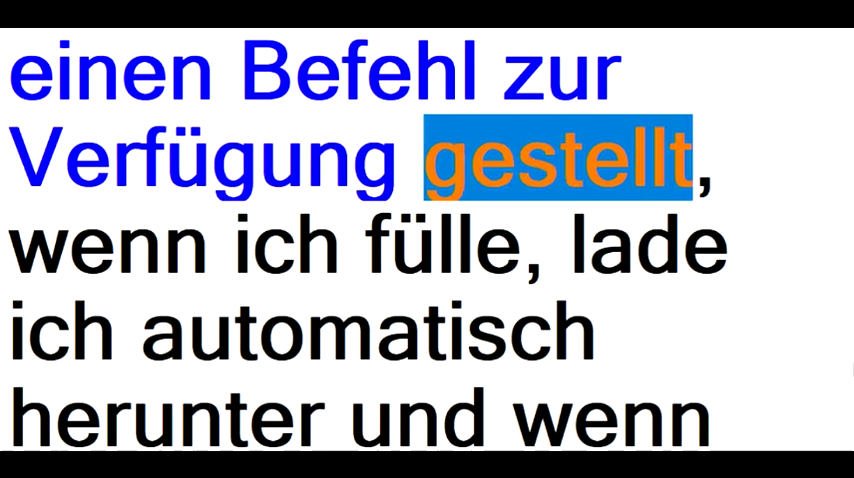 einen Befehl zur
Verfügung gestellt,
wenn ich fülle, lade
ich automatisch
herunter und wenn